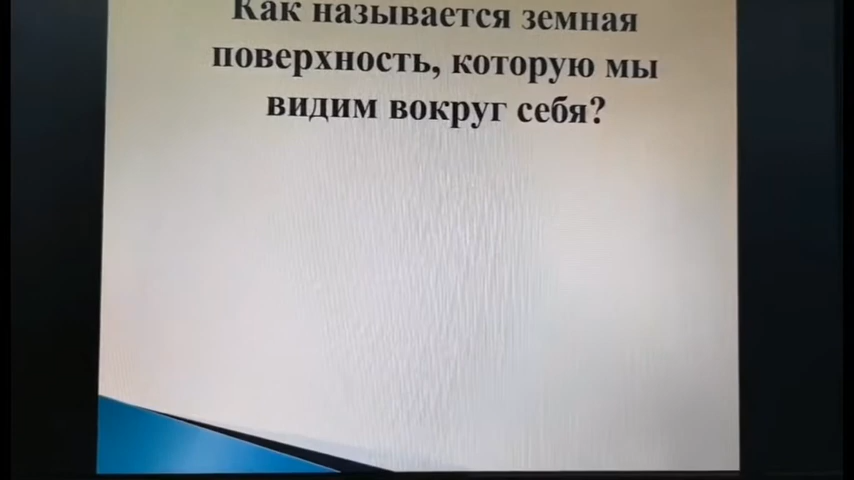 Как называется земная
поверхность, которую мы
видим вокруг себя?